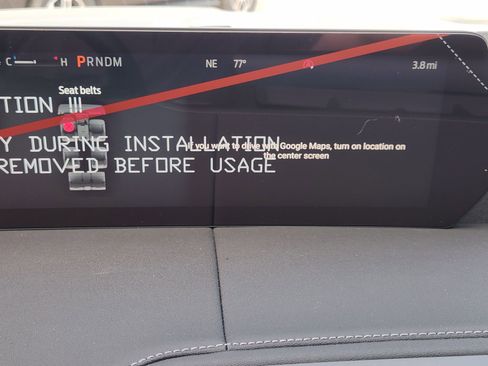 C H PRNDM NE 77° 3.8 mi
Seat belts
TION !!!
Y DURING INSTALLATION
If you want to drive with Google Maps, turn on location on
the center screen
REMOVED BEFORE USAGE